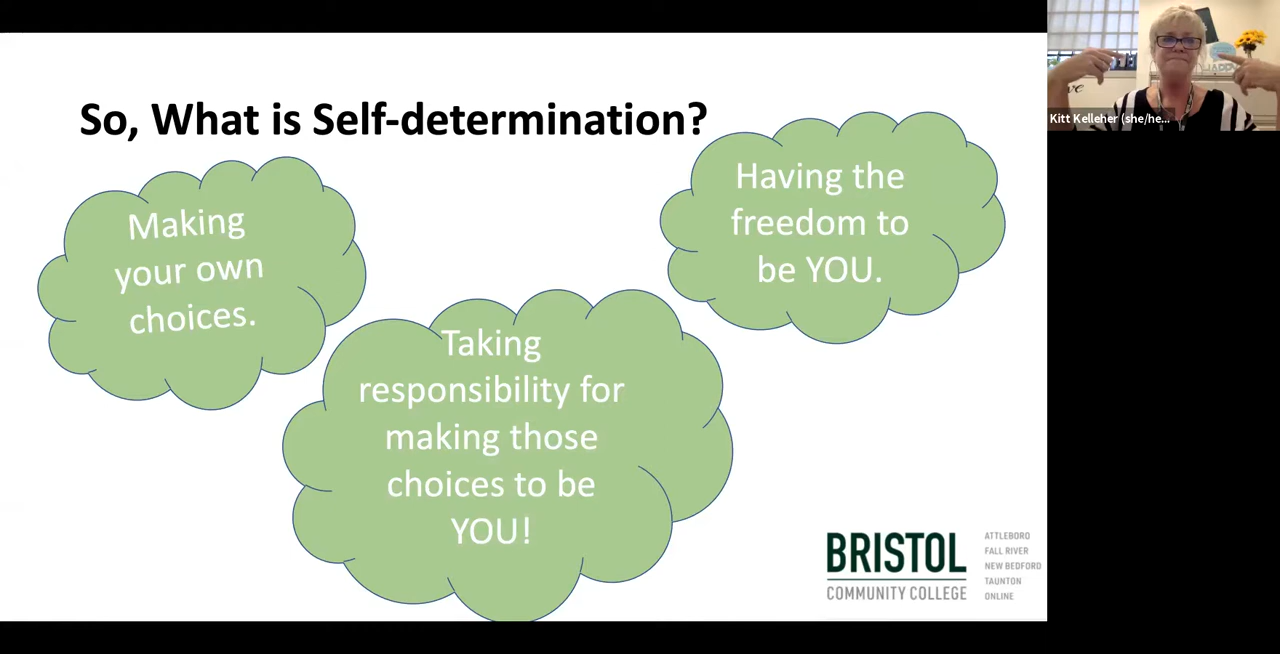 So, What is Self-determination?
Making
your own
choices.
Having the
freedom to
be YOU.
Taking
responsibility for
making those
choices to be
YOU!
BRISTOL
COMMUNITY COLLEGE
ATTLEBORO
FALL RIVER
NEW BEDFORD
TAUNTON
ONLINE
Kitt Kelleher (she/he...